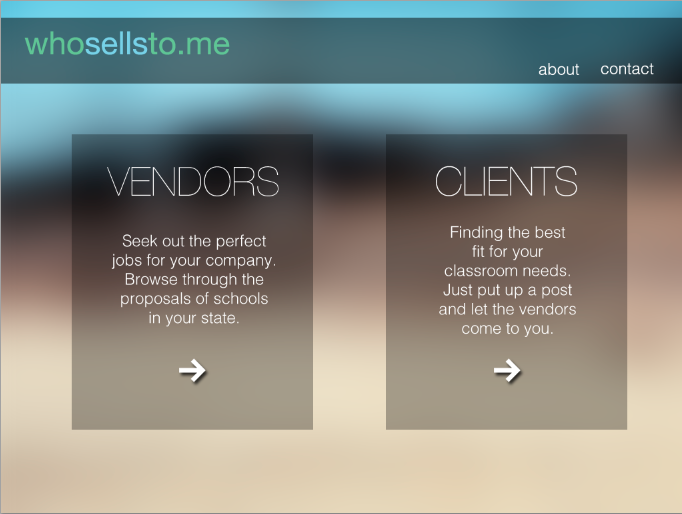 whosellsto.me
about contact
VENDORS
Seek out the perfect
jobs for your company.
Browse through the
proposals of schools
in your state.
CLIENTS
Finding the best
fit for your
classroom needs.
Just put up a post
and let the vendors
come to you.